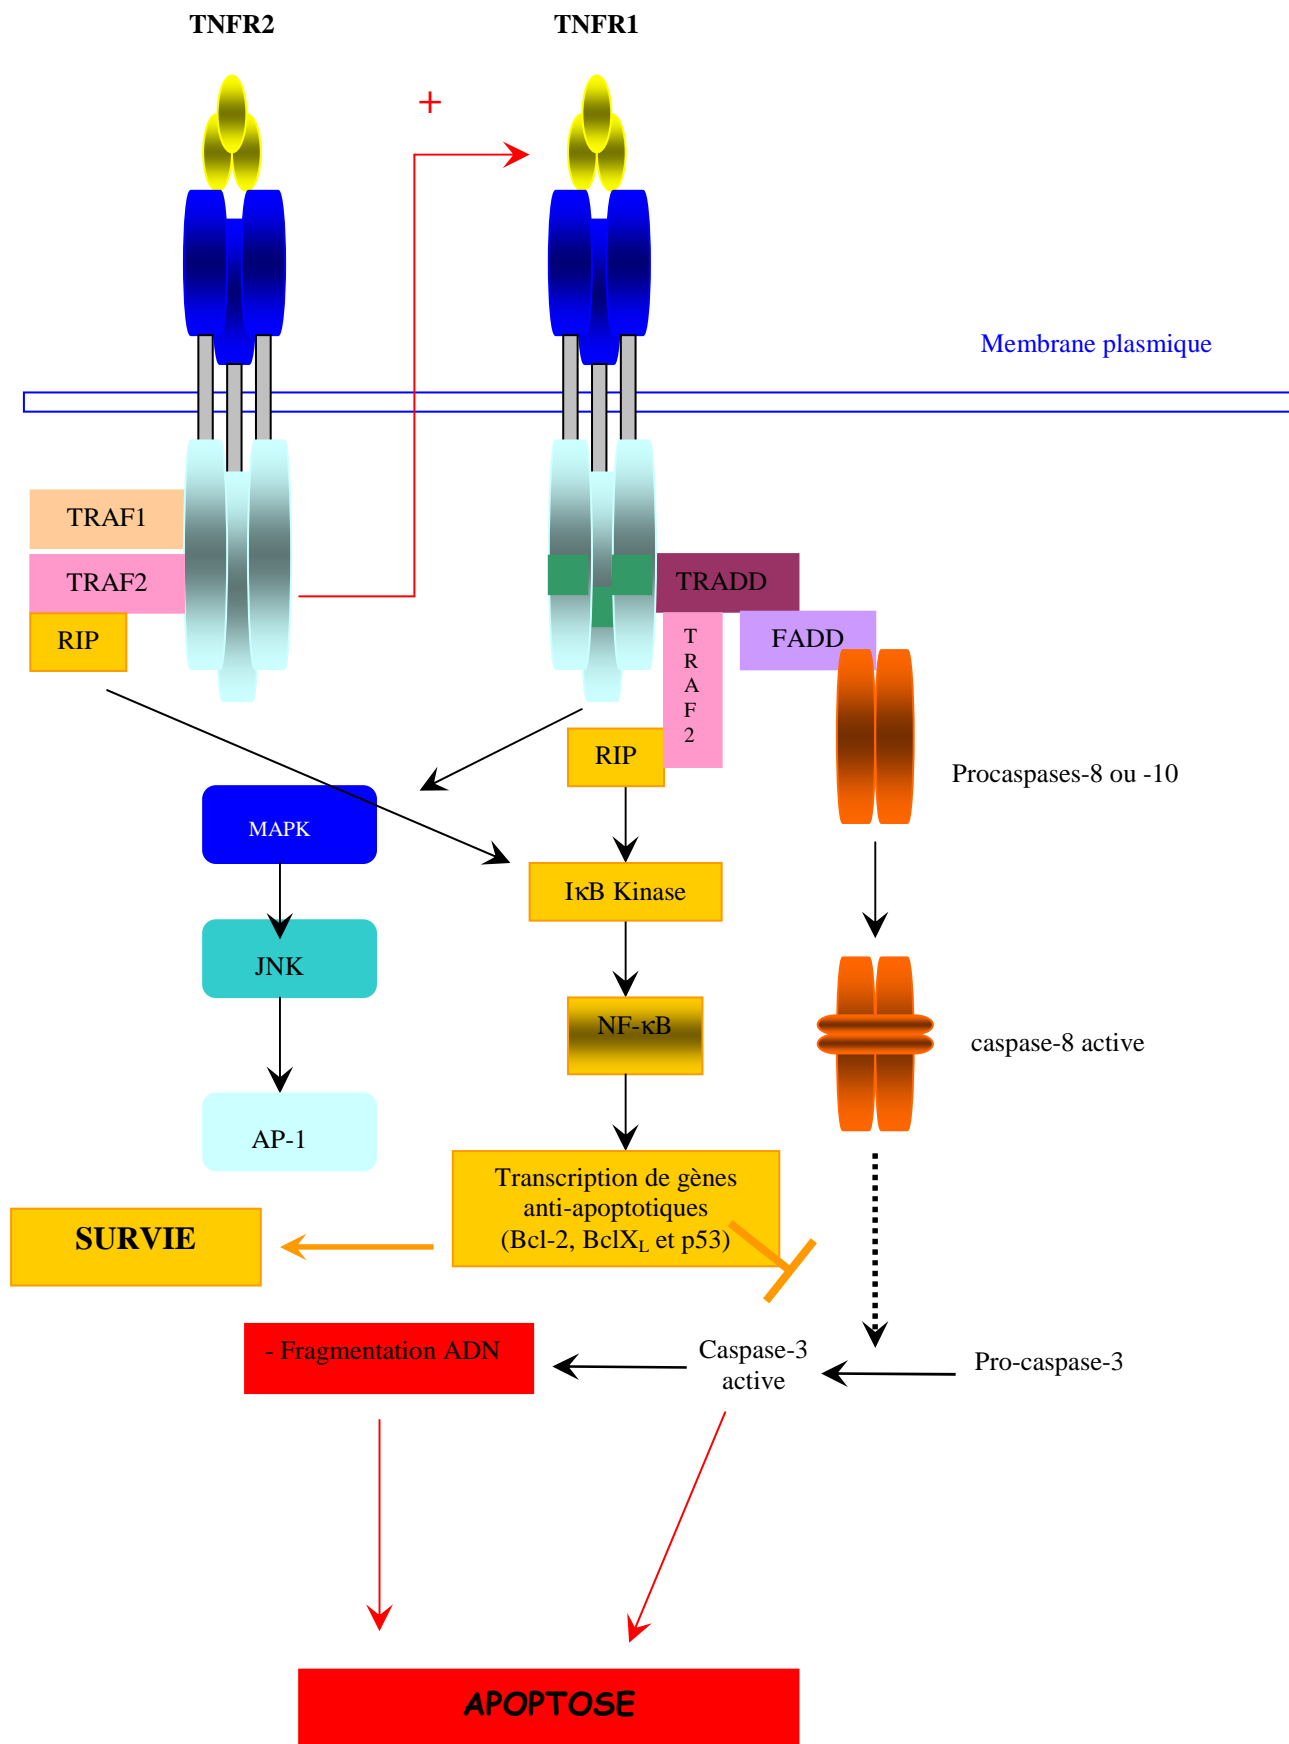 TNFR2
TNFR1
+
Membrane plasmique
TRAF1
TRAF2
RIP
TRADD
FADD
T
R
A
F
2
RIP
Procaspases-8 ou -10
MAPK
IκB Kinase
JNK
NF-κB
caspase-8 active
AP-1
Transcription de gènes
anti-apoptotiques
(Bcl-2, BclX_L et p53)
SURVIE
- Fragmentation ADN
Caspase-3
active
Pro-caspase-3
APOPTOSE